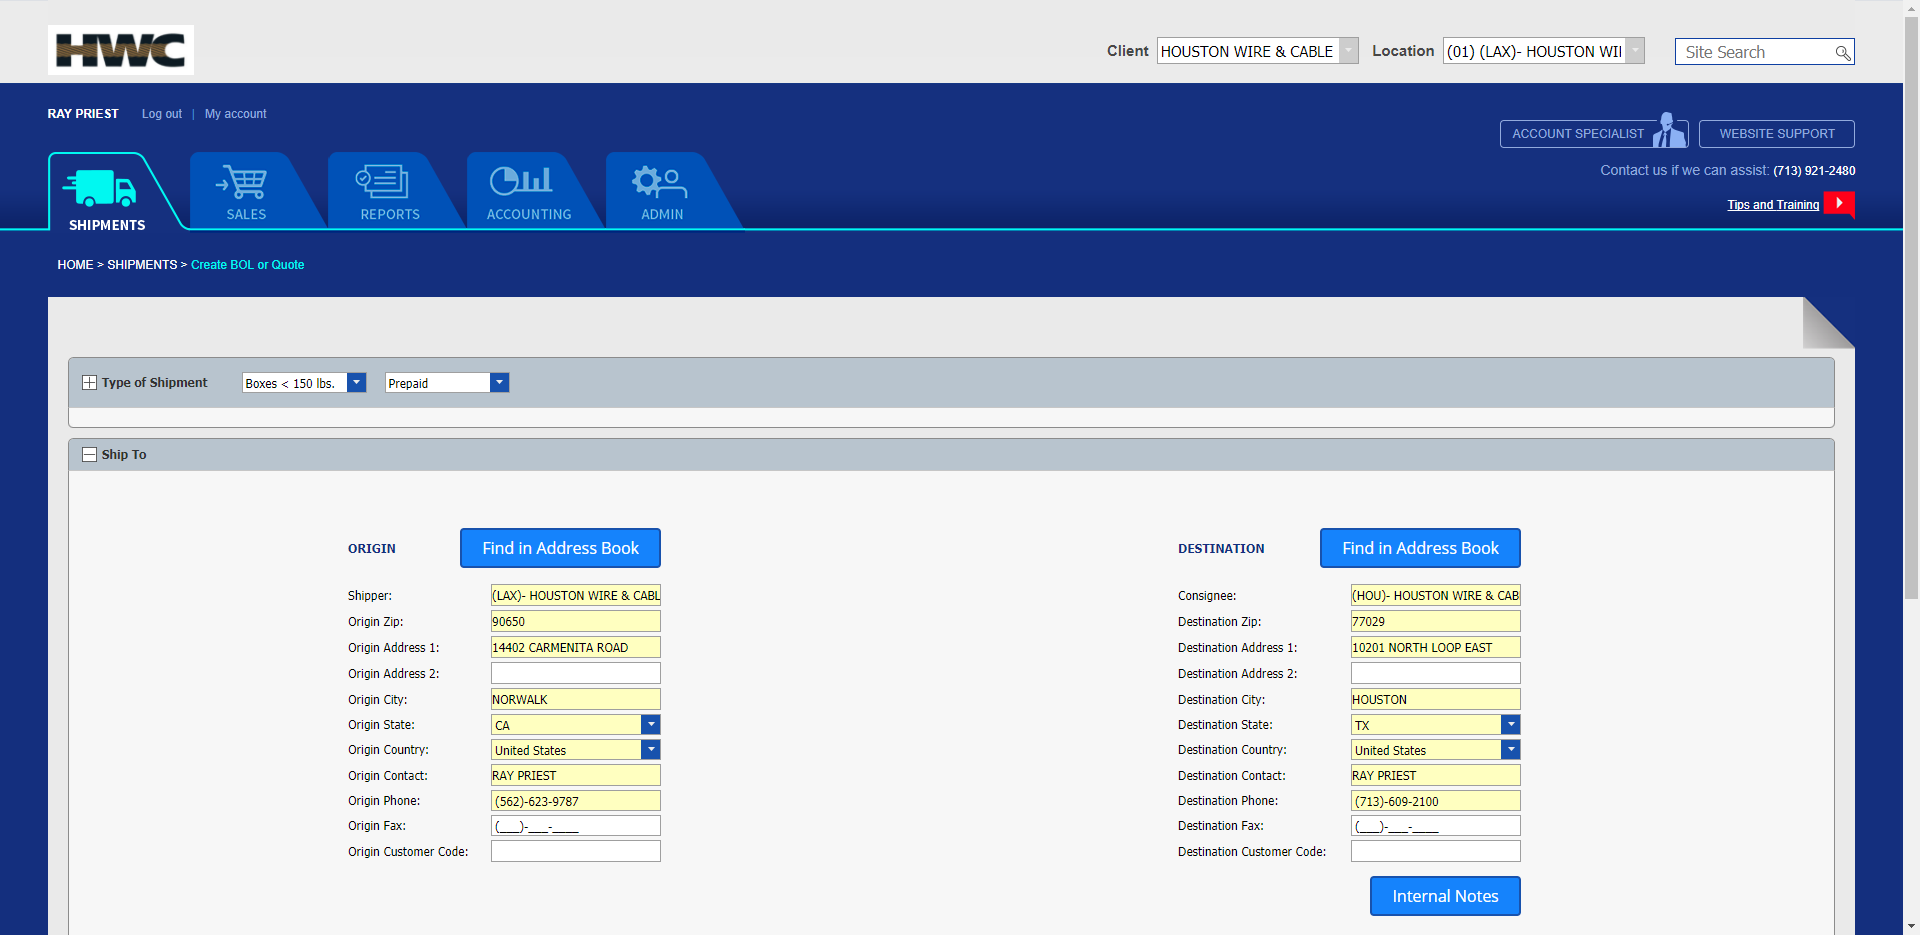 HWC
Client HOUSTON WIRE & CABLE Location (01) (LAX)- HOUSTON WII Site Search
RAY PRIEST Log out | My account
ACCOUNT SPECIALIST WEBSITE SUPPORT
Contact us if we can assist: (713) 921-2480
Tips and Training
SHIPMENTS SALES REPORTS ACCOUNTING ADMIN
HOME > SHIPMENTS > Create BOL or Quote
Type of Shipment Boxes < 150 lbs. Prepaid
Ship To
ORIGIN Find in Address Book
Shipper: (LAX)- HOUSTON WIRE & CABL
Origin Zip: 90650
Origin Address 1: 14402 CARMENITA ROAD
Origin Address 2:
Origin City: NORWALK
Origin State: CA
Origin Country: United States
Origin Contact: RAY PRIEST
Origin Phone: (562)-623-9787
Origin Fax: (___)-___-____
Origin Customer Code:
DESTINATION Find in Address Book
Consignee: (HOU)- HOUSTON WIRE & CAB
Destination Zip: 77029
Destination Address 1: 10201 NORTH LOOP EAST
Destination Address 2:
Destination City: HOUSTON
Destination State: TX
Destination Country: United States
Destination Contact: RAY PRIEST
Destination Phone: (713)-609-2100
Destination Fax: (___)-___-____
Destination Customer Code:
Internal Notes